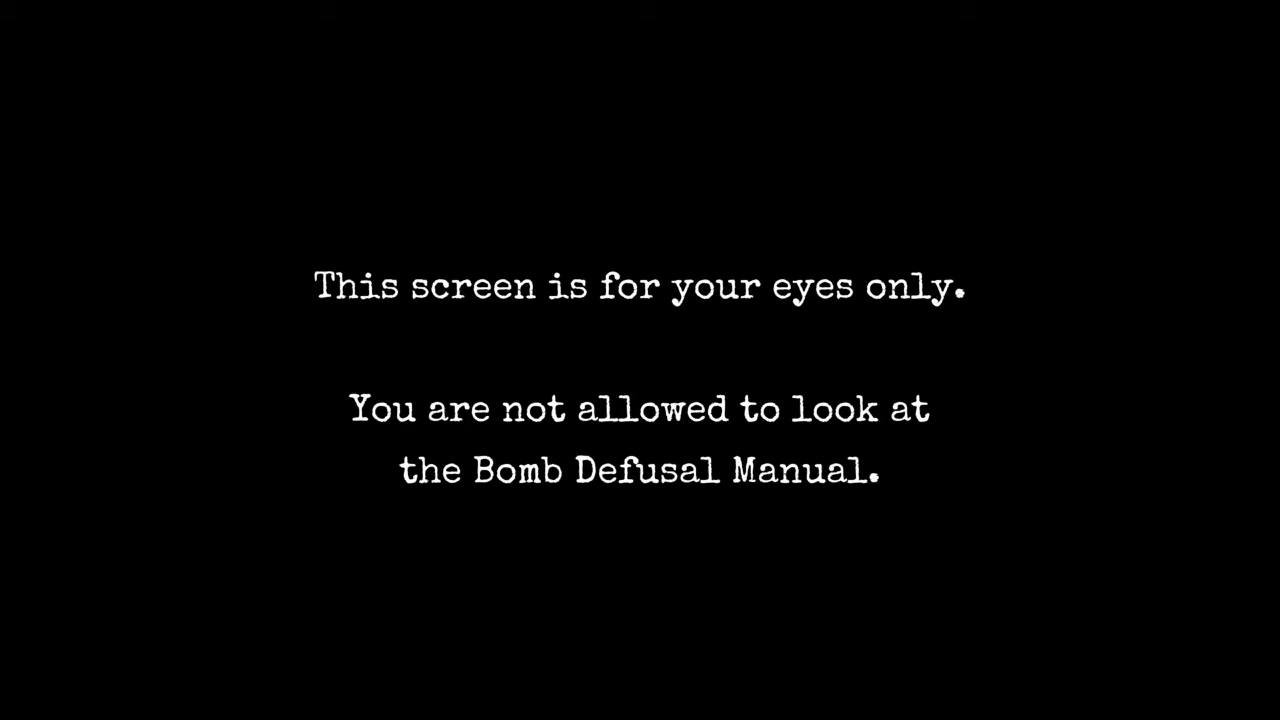 This screen is for your eyes only.
You are not allowed to look at
the Bomb Defusal Manual.